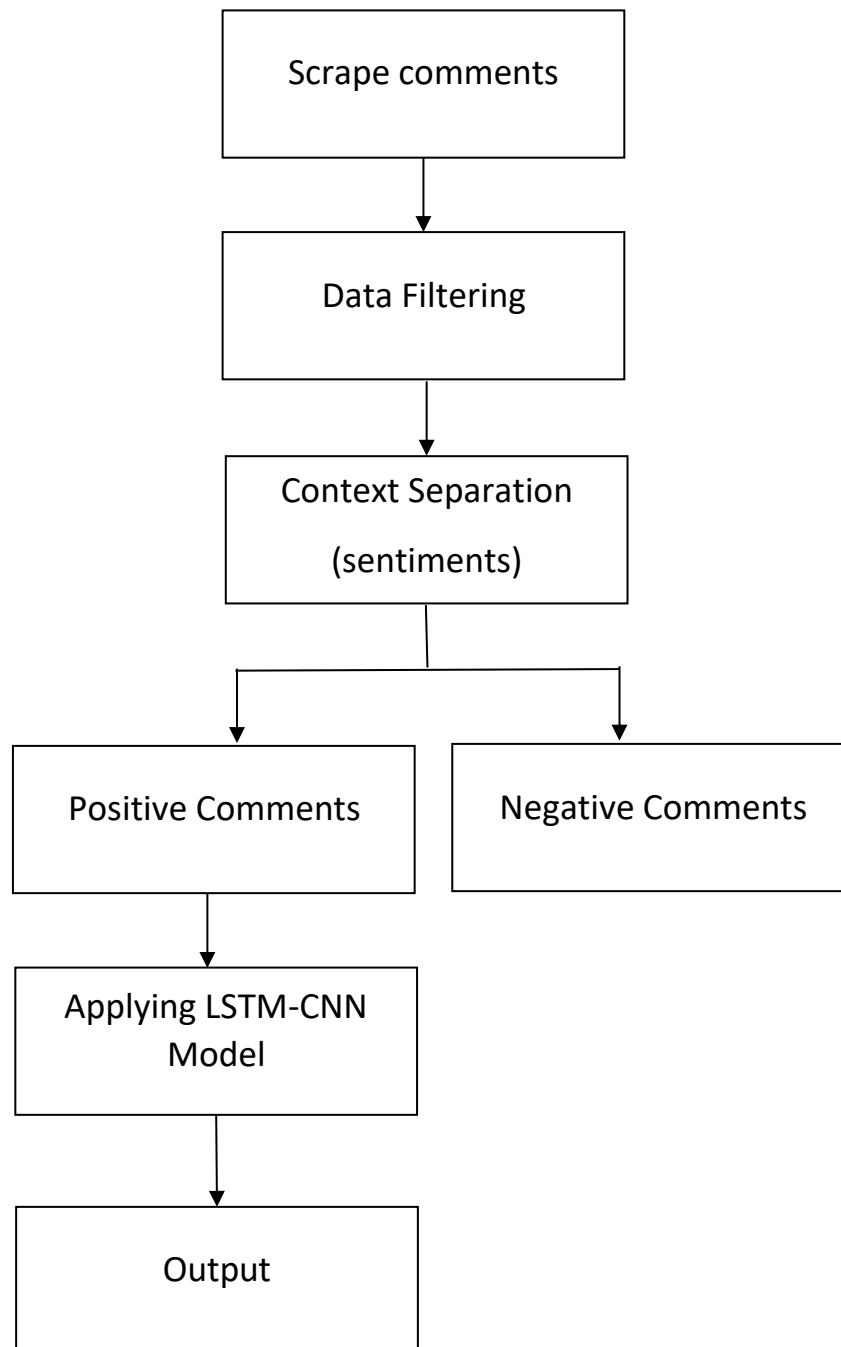 Scrape comments
Data Filtering
Context Separation
(sentiments)
Positive Comments
Negative Comments
Applying LSTM-CNN
Model
Output